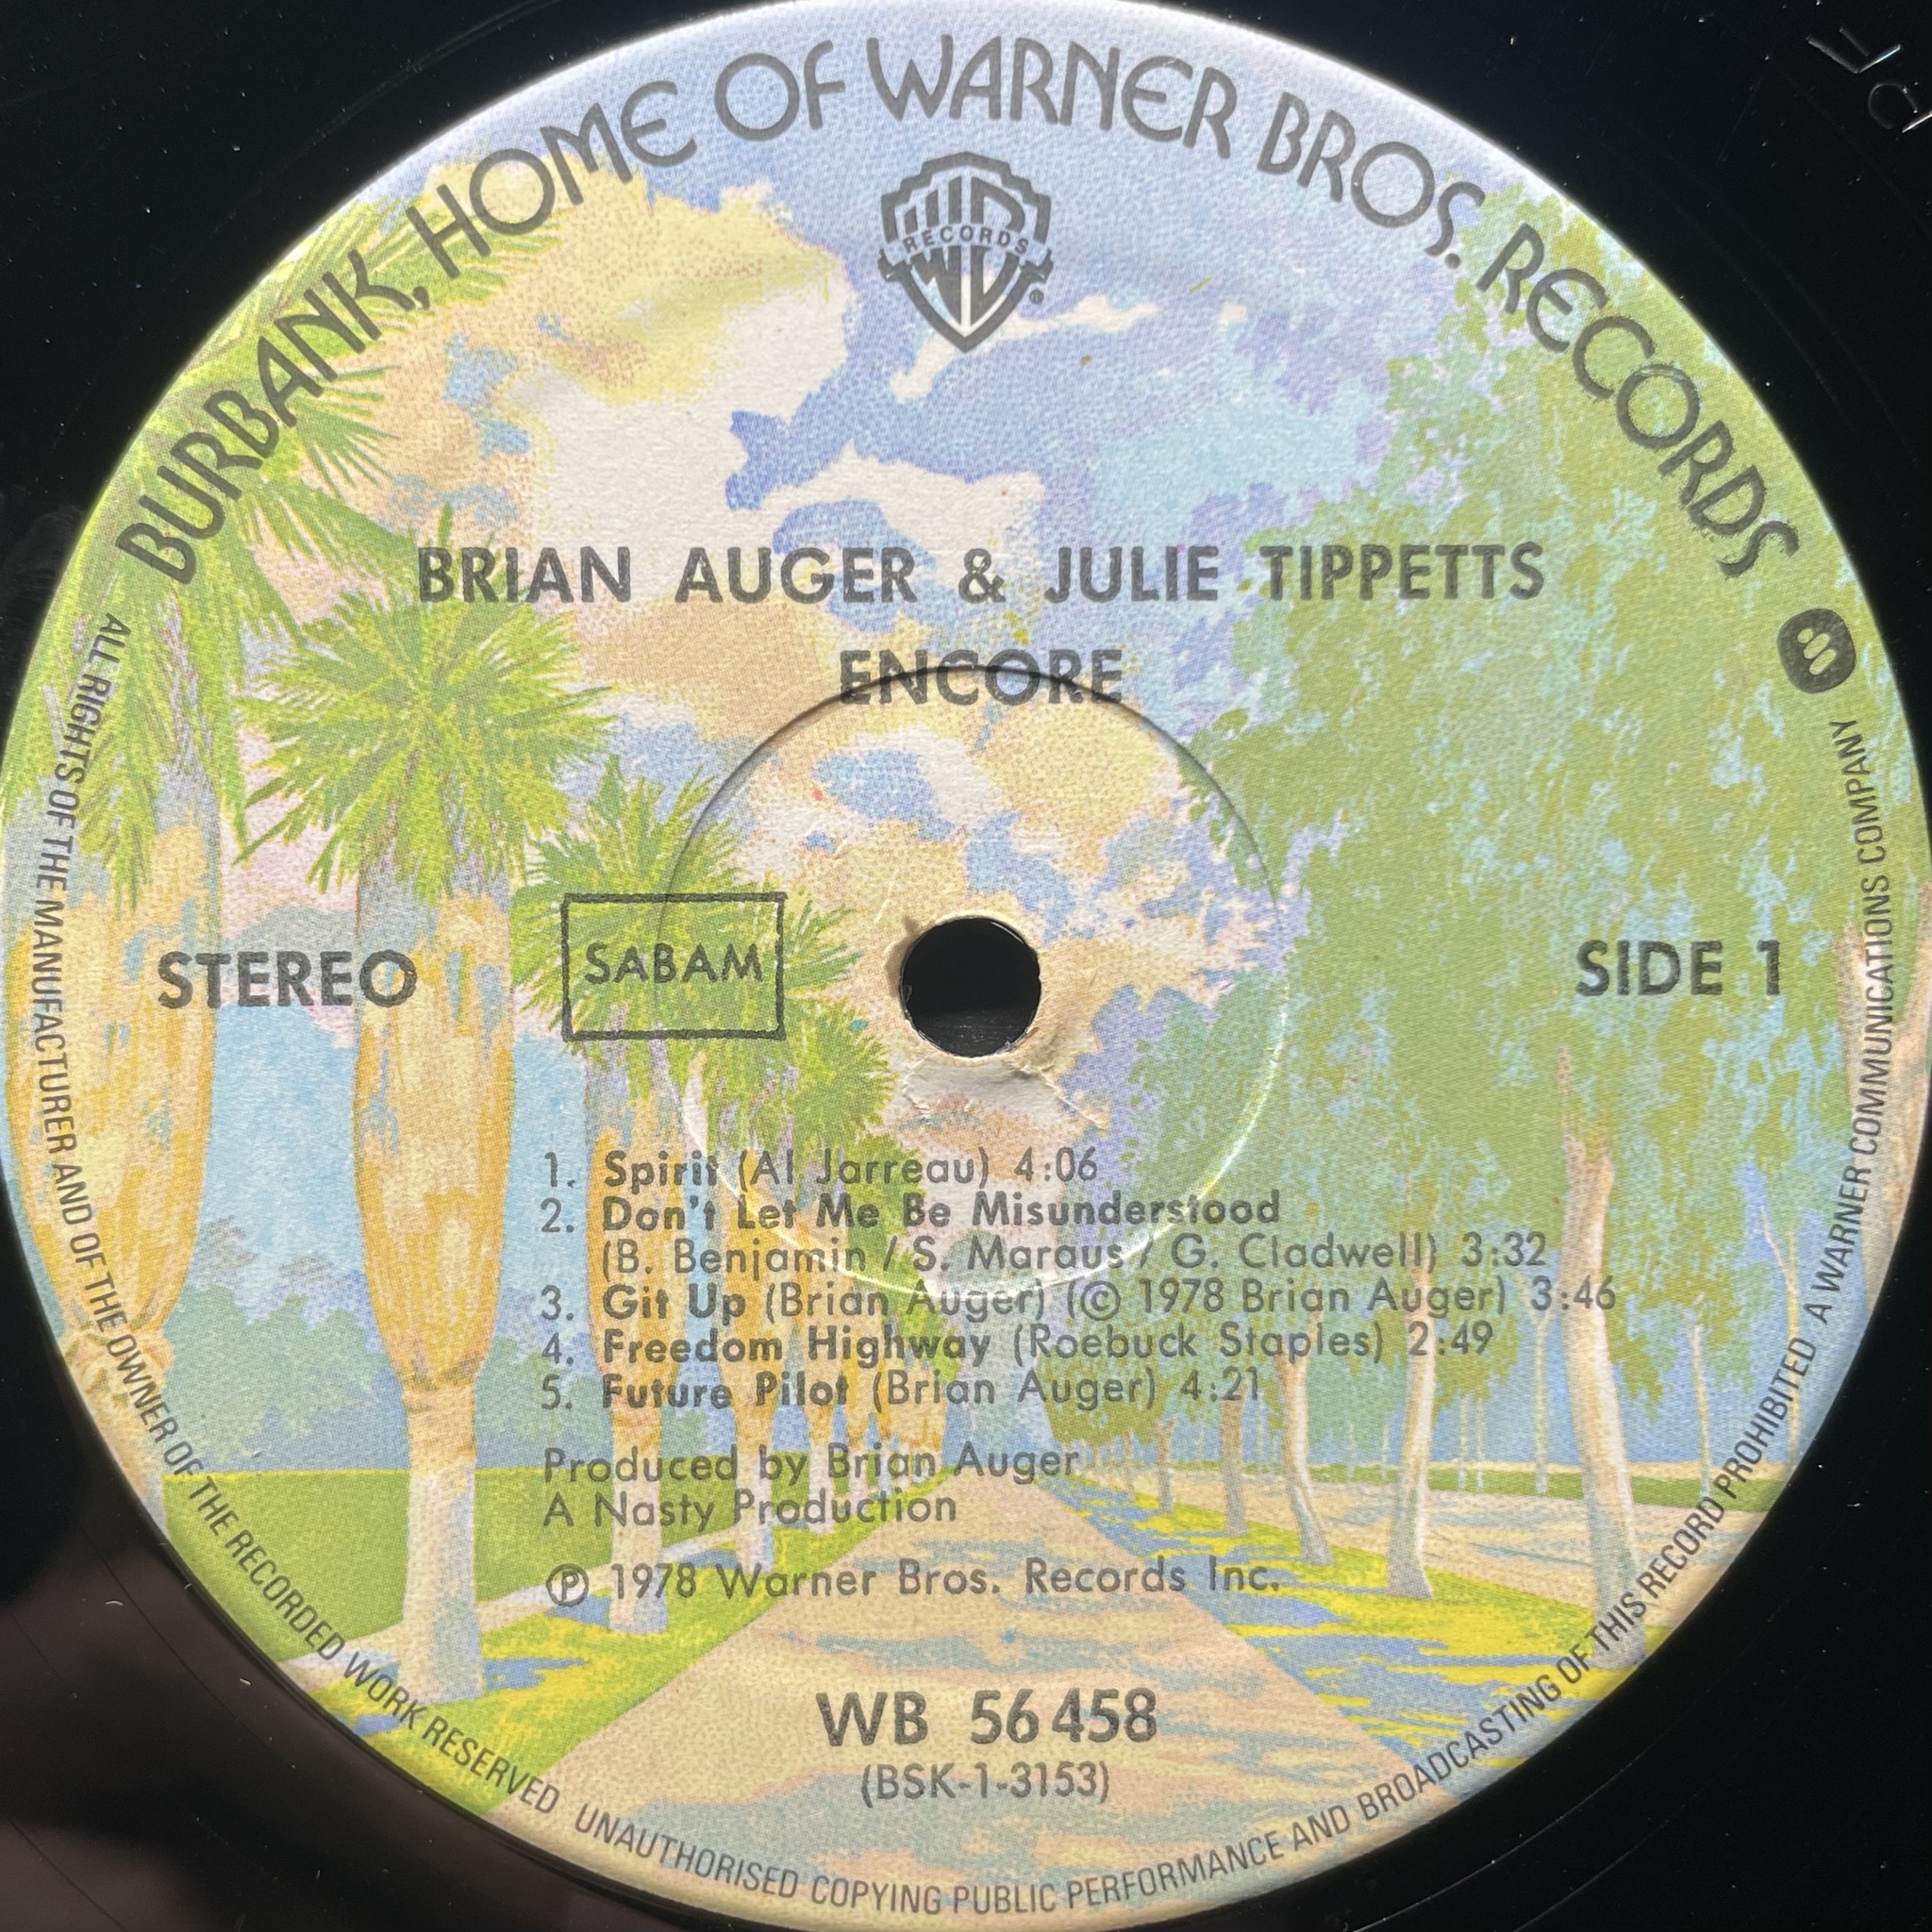 BURBANK, HOME OF WARNER BROS. RECORDS
RECORDS
BRIAN AUGER & JULIE TIPPETTS
ENCORE
STEREO
SABAM
SIDE 1
1. Spirit (Al Jarreau) 4:06
2. Don't Let Me Be Misunderstood
(B. Benjamin / S. Maraus / G. Cladwell) 3:32
3. Git Up (Brian Auger) (© 1978 Brian Auger) 3:46
4. Freedom Highway (Roebuck Staples) 2:49
5. Future Pilot (Brian Auger) 4:21
Produced by Brian Auger
A Nasty Production
℗ 1978 Warner Bros. Records Inc.
WB 56 458
(BSK-1-3153)
ALL RIGHTS OF THE MANUFACTURER AND OF THE OWNER OF THE RECORDED WORK RESERVED UNAUTHORISED COPYING PUBLIC PERFORMANCE AND BROADCASTING OF THIS RECORD PROHIBITED A WARNER COMMUNICATIONS COMPANY